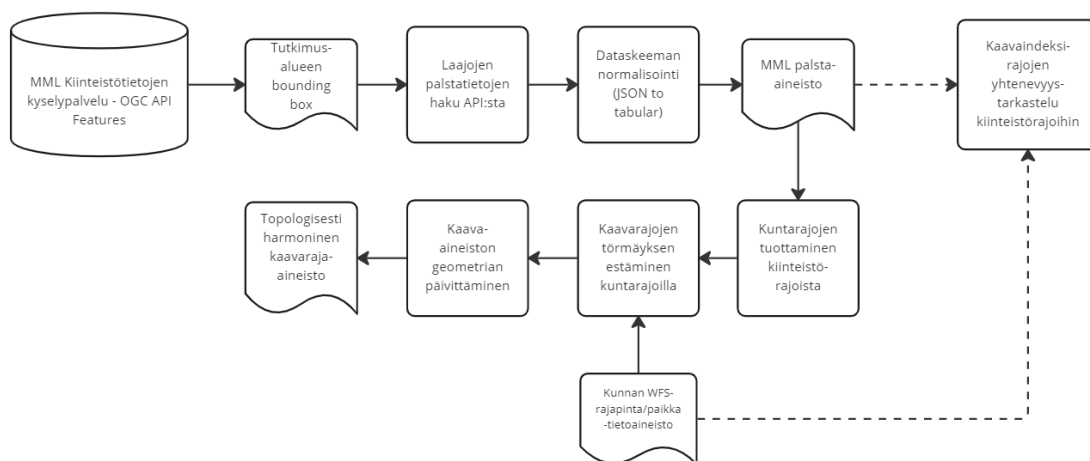 MML Kiinteistötietojen
kyselypalvelu - OGC API
Features
Tutkimus-
alueen
bounding
box
Laajojen
palstatietojen
haku API:sta
Dataskeeman
normalisointi
(JSON to
tabular)
MML palsta-
aineisto
Kaavaindeksi-
rajojen
yhtenevyys-
tarkastelu
kiinteistörajoihin
Topologisesti
harmoninen
kaavaraja-
aineisto
Kaava-
aineiston
geometrian
päivittäminen
Kaavarajojen
törmäyksen
estäminen
kuntarajoilla
Kuntarajojen
tuottaminen
kiinteistö-
rajoista
Kunnan WFS-
rajapinta/paikka
-tietoaineisto